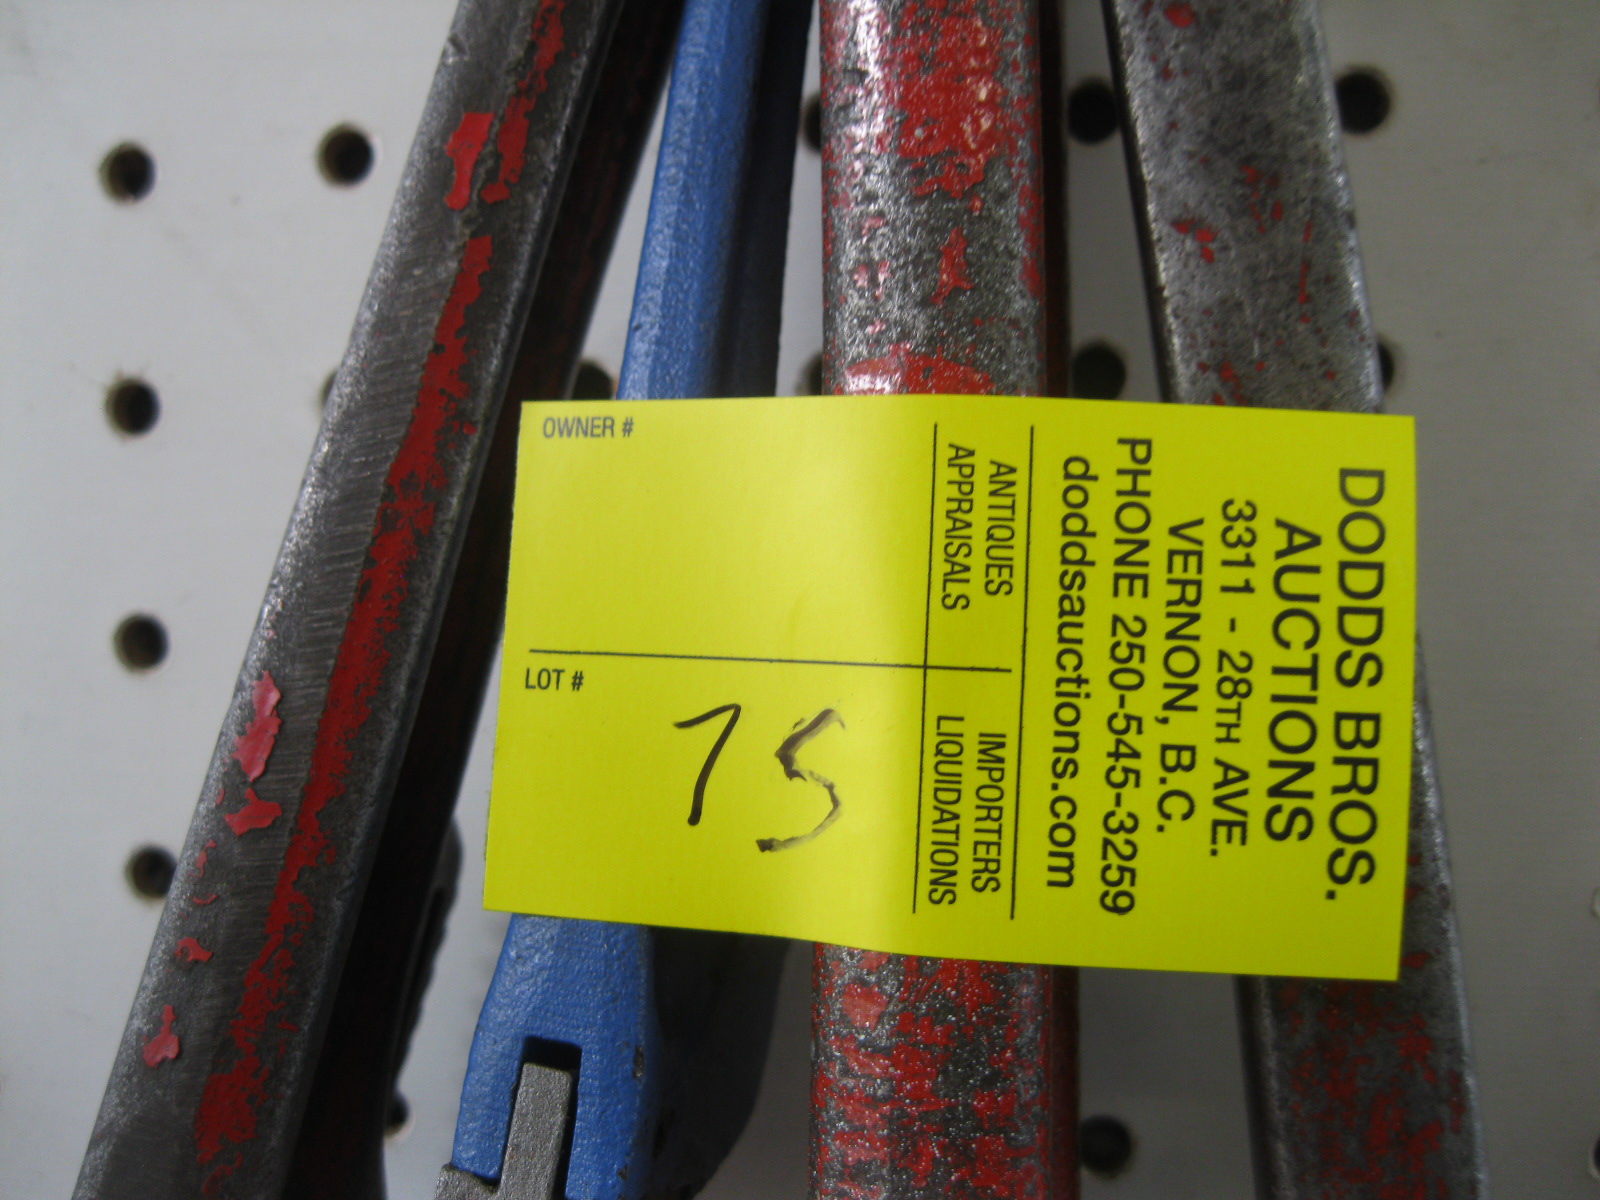 DODDS BROS.
AUCTIONS
3311 - 28TH AVE.
VERNON, B.C.
PHONE 250-545-3259
doddsauctions.com
ANTIQUES
APPRAISALS
IMPORTERS
LIQUIDATIONS
OWNER #
LOT #
75